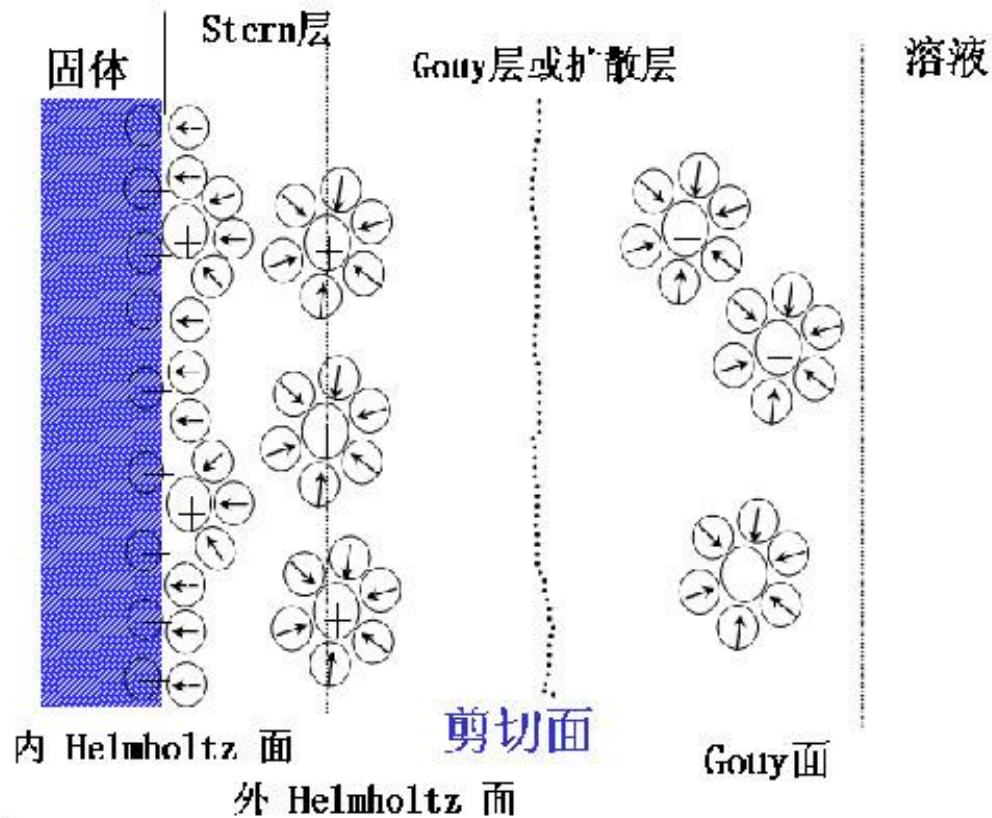 Stern层
固体
Gouy层或扩散层
溶液
剪切面
内 Helmholtz 面
Gouy面
外 Helmholtz 面